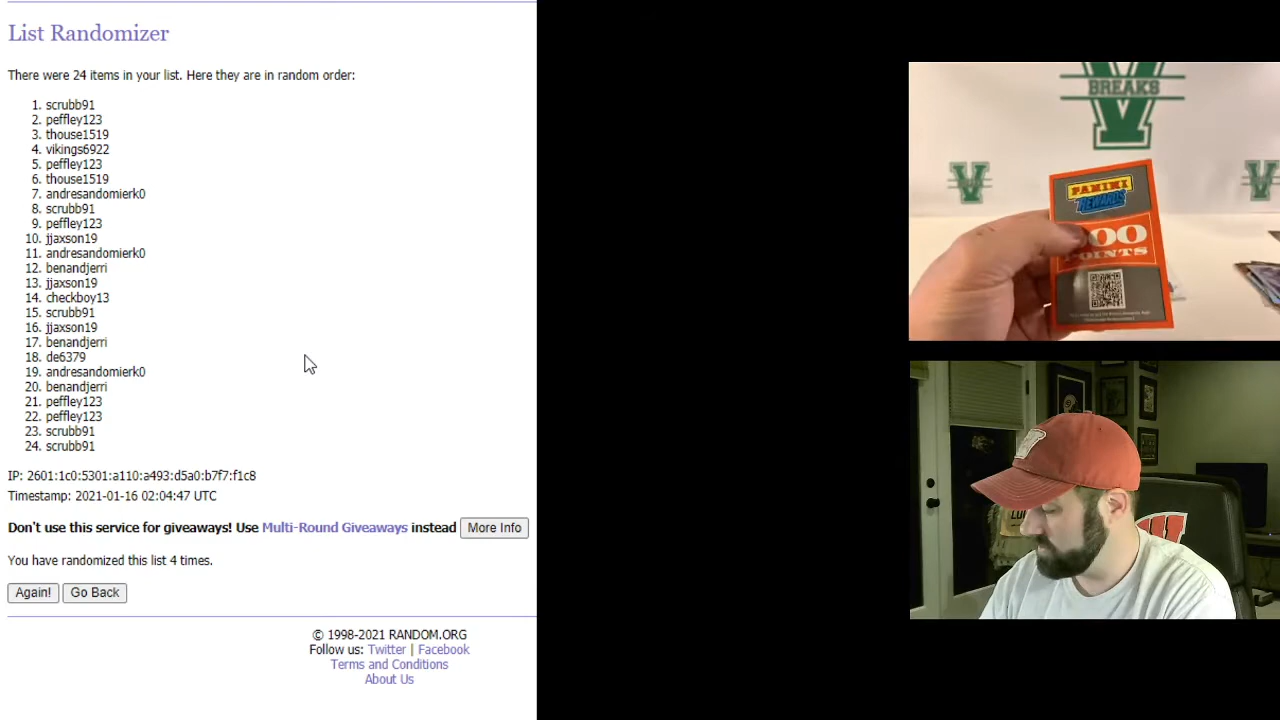 List Randomizer
There were 24 items in your list. Here they are in random order:
1. scrubb91
2. peffley123
3. thouse1519
4. vikings6922
5. peffley123
6. thouse1519
7. andresandomierk0
8. scrubb91
9. peffley123
10. jjaxson19
11. andresandomierk0
12. benandjerri
13. jjaxson19
14. checkboy13
15. scrubb91
16. jjaxson19
17. benandjerri
18. de6379
19. andresandomierk0
20. benandjerri
21. peffley123
22. peffley123
23. scrubb91
24. scrubb91
IP: 2601:1c0:5301:a110:a493:d5a0:b7f7:f1c8
Timestamp: 2021-01-16 02:04:47 UTC
Don't use this service for giveaways! Use Multi-Round Giveaways instead More Info
You have randomized this list 4 times.
Again! Go Back
© 1998-2021 RANDOM.ORG
Follow us: Twitter | Facebook
Terms and Conditions
About Us
V
BREAKS
PANINI
REWARDS
POINTS
W